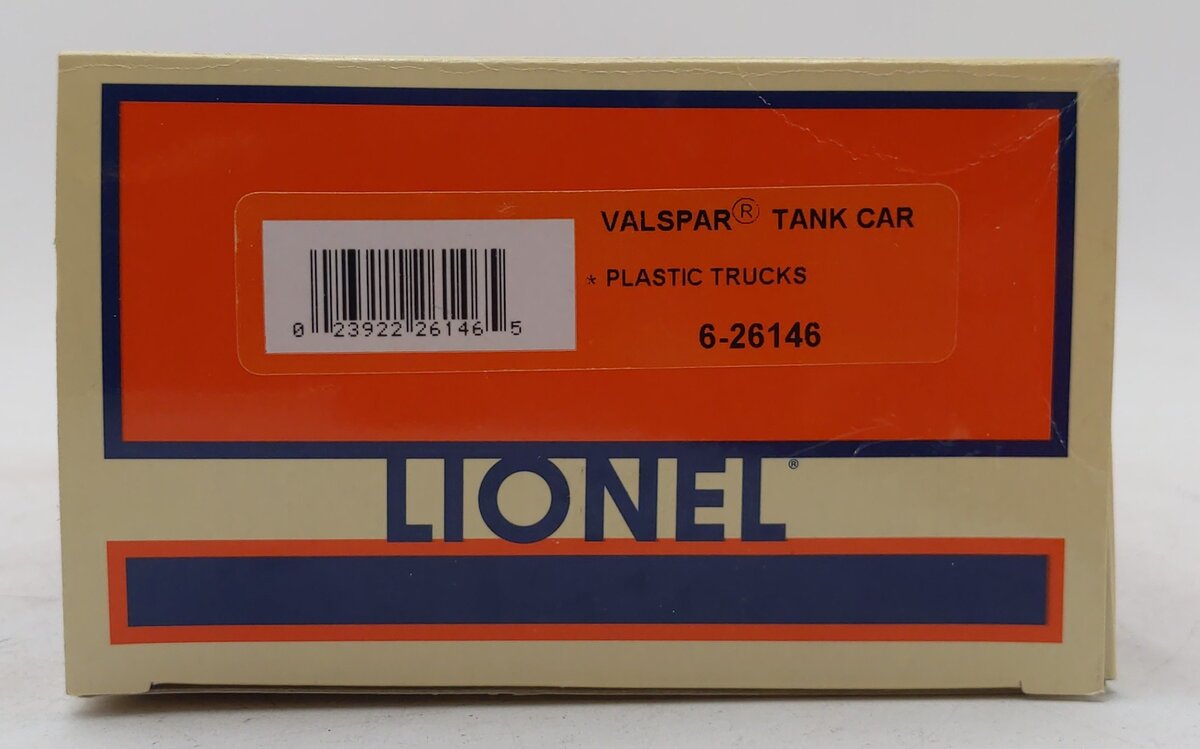 VALSPAR® TANK CAR
* PLASTIC TRUCKS
6-26146
0 23922 26146 5
LIONEL®